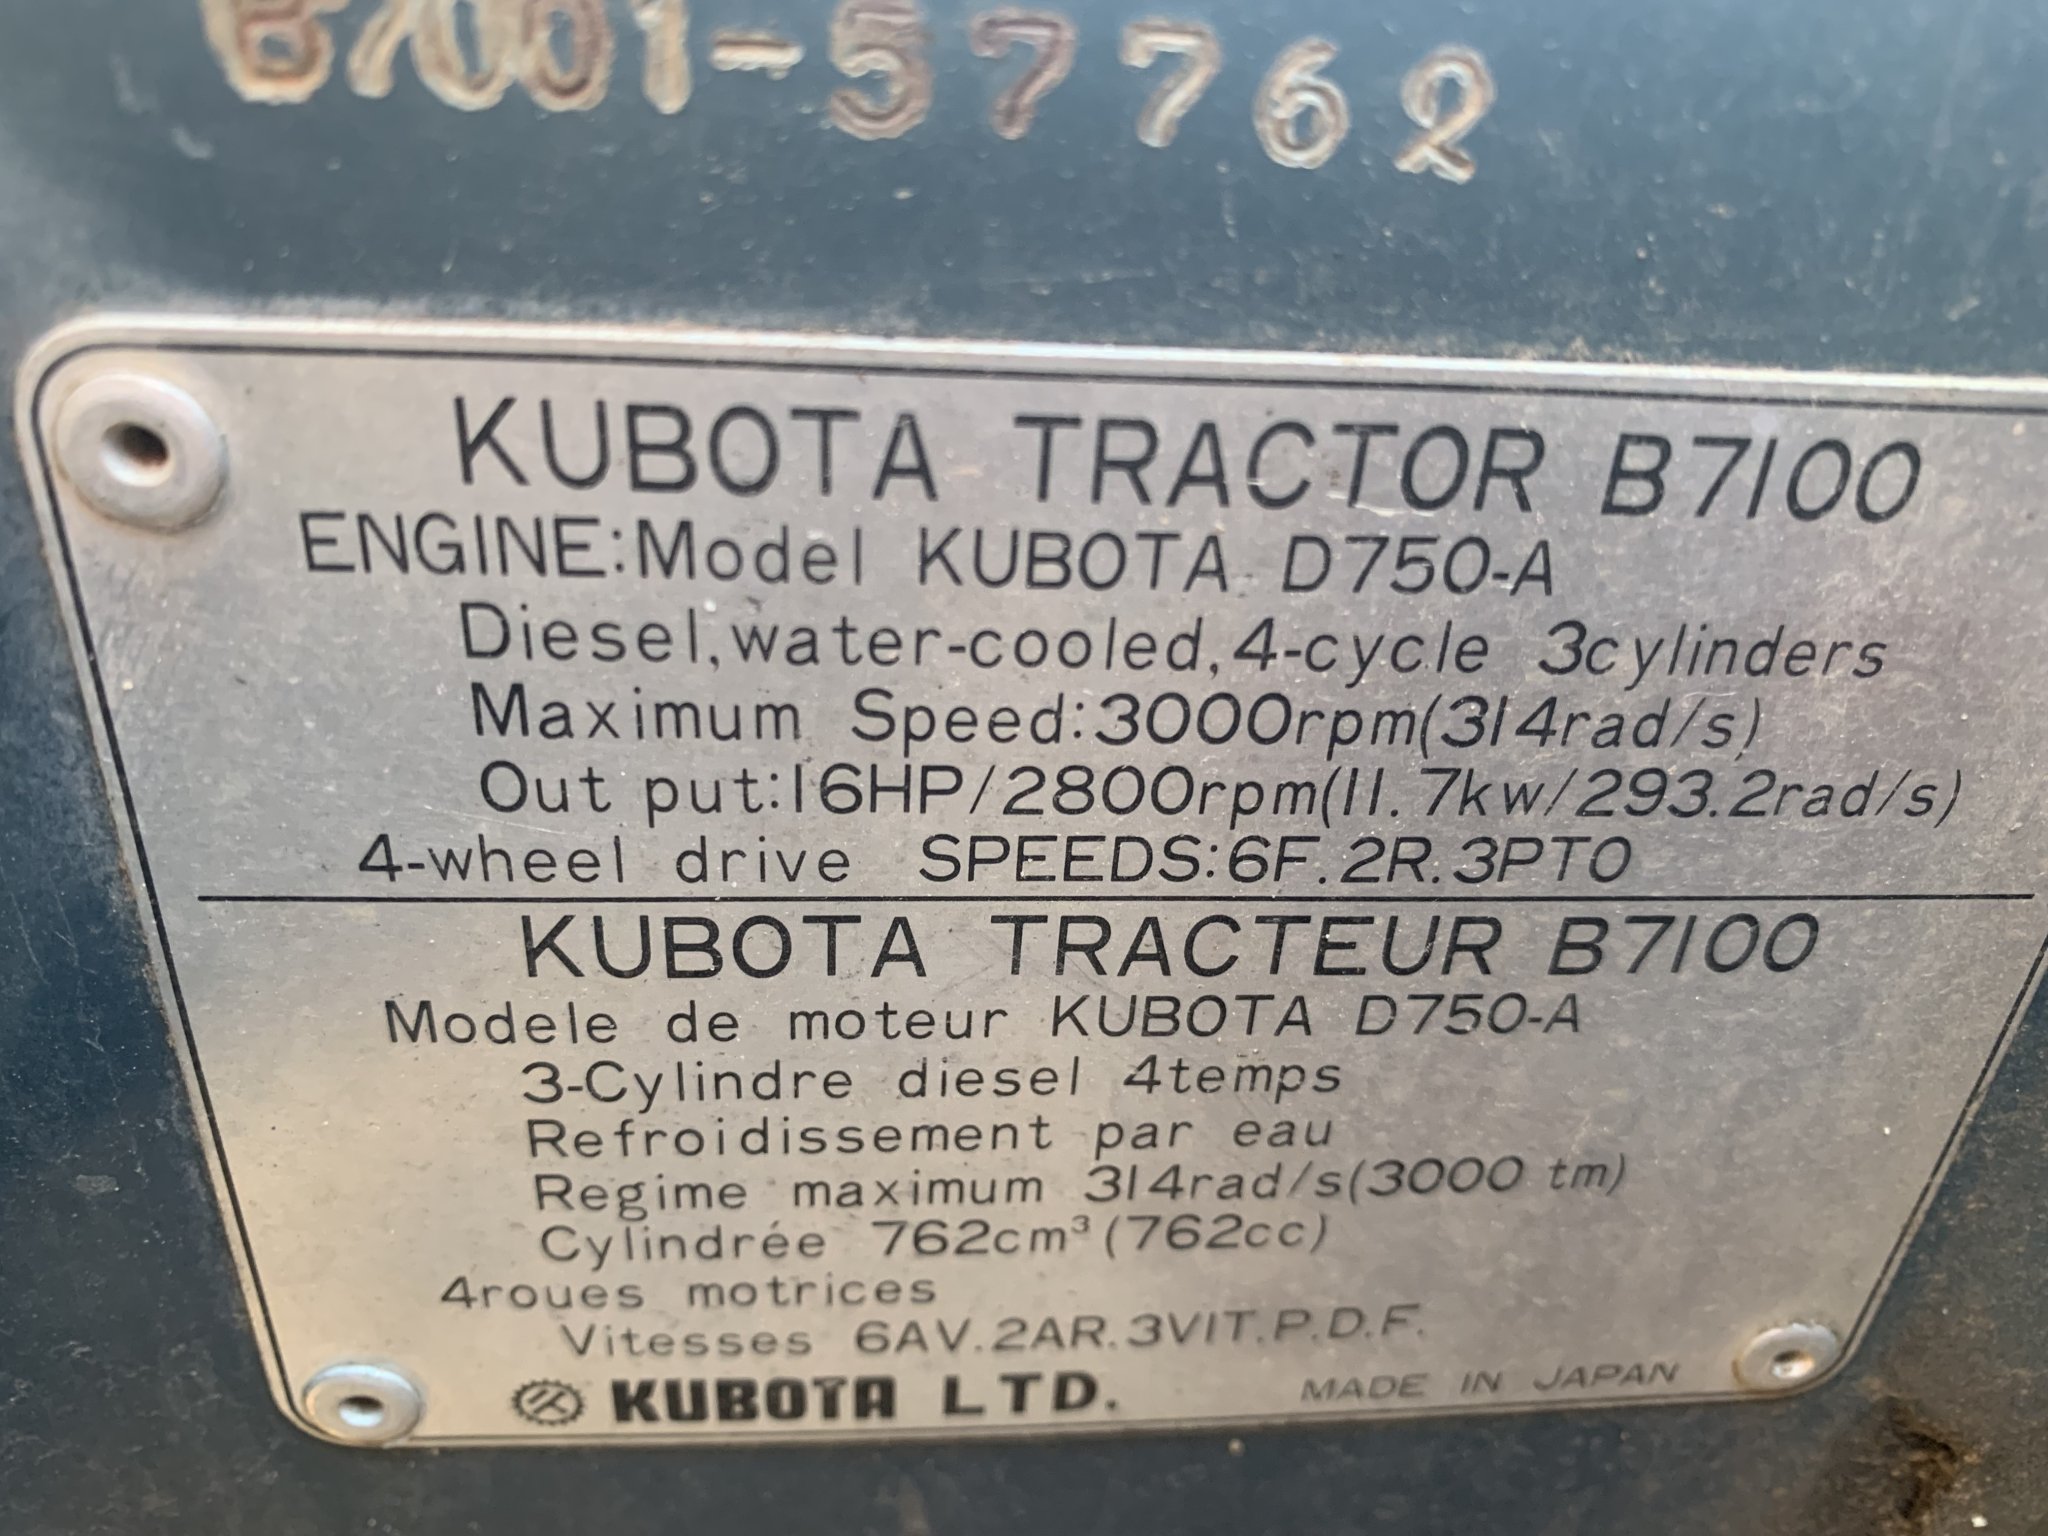 B7001-57762
KUBOTA TRACTOR B7100
ENGINE:Model KUBOTA D750-A
Diesel,water-cooled,4-cycle 3cylinders
Maximum Speed:3000rpm(314rad/s)
Out put:16HP/2800rpm(11.7kw/293.2rad/s)
4-wheel drive SPEEDS:6F.2R.3PTO
KUBOTA TRACTEUR B7100
Modele de moteur KUBOTA D750-A
3-Cylindre diesel 4temps
Refroidissement par eau
Regime maximum 314rad/s(3000 tm)
Cylindrée 762cm³(762cc)
4roues motrices
Vitesses 6AV.2AR.3VIT.P.D.F.
KUBOTA LTD. MADE IN JAPAN